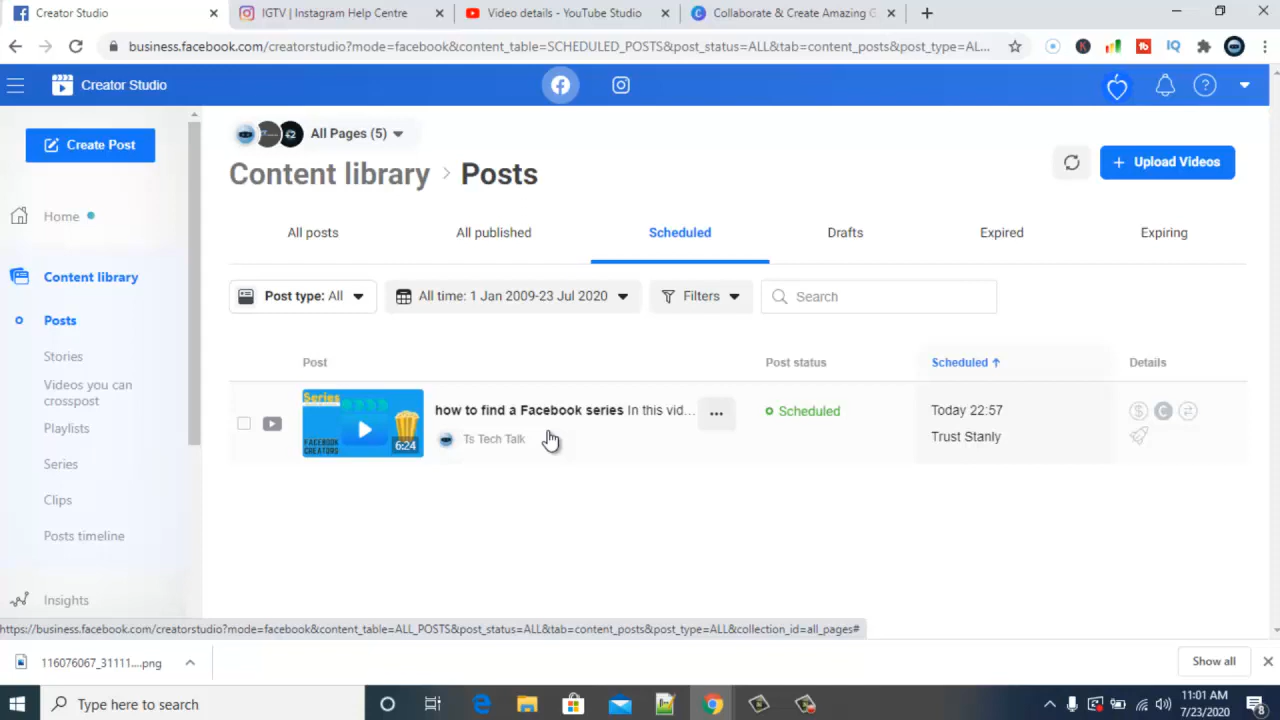 Creator Studio
IGTV | Instagram Help Centre
Video details - YouTube Studio
Collaborate & Create Amazing G
business.facebook.com/creatorstudio?mode=facebook&content_table=SCHEDULED_POSTS&post_status=ALL&tab=content_posts&post_type=AL...
Creator Studio
Create Post
Home
Content library
Posts
Stories
Videos you can
crosspost
Playlists
Series
Clips
Posts timeline
Insights
All Pages (5)
Content library > Posts
+ Upload Videos
All posts
All published
Scheduled
Drafts
Expired
Expiring
Post type: All
All time: 1 Jan 2009-23 Jul 2020
Filters
Search
Post
Post status
Scheduled ↑
Details
Series
FACEBOOK
CREATORS
6:24
how to find a Facebook series In this vid...
Ts Tech Talk
Scheduled
Today 22:57
Trust Stanly
https://business.facebook.com/creatorstudio?mode=facebook&content_table=ALL_POSTS&post_status=ALL&tab=content_posts&post_type=ALL&collection_id=all_pages#
116076067_31111....png
Show all
Type here to search
11:01 AM
7/23/2020
8